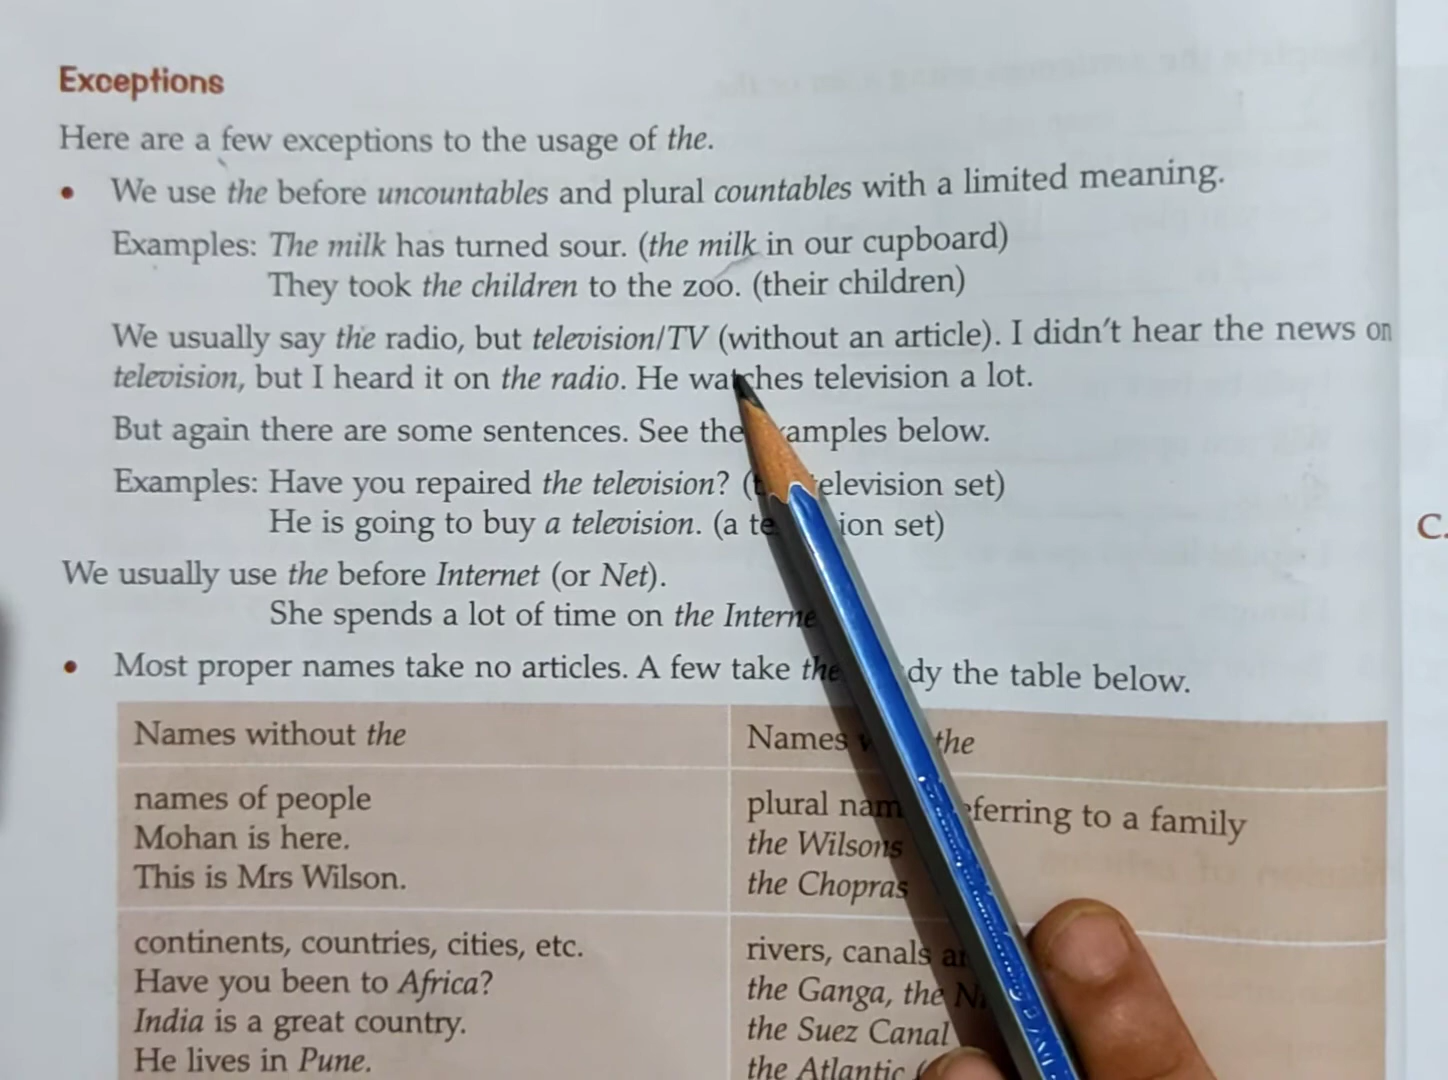 Exceptions
Here are a few exceptions to the usage of the.
• We use the before uncountables and plural countables with a limited meaning.
Examples: The milk has turned sour. (the milk in our cupboard)
They took the children to the zoo. (their children)
We usually say the radio, but television/TV (without an article). I didn't hear the news on
television, but I heard it on the radio. He watches television a lot.
But again there are some sentences. See the amples below.
Examples: Have you repaired the television? (t elevision set)
He is going to buy a television. (a te ion set)
We usually use the before Internet (or Net).
She spends a lot of time on the Interne
• Most proper names take no articles. A few take the dy the table below.
Names without the
Names the
names of people
Mohan is here.
This is Mrs Wilson.
plural nam ferring to a family
the Wilsons
the Chopras
continents, countries, cities, etc.
Have you been to Africa?
India is a great country.
He lives in Pune.
rivers, canals
the Ganga, the
the Suez Canal
the Atlantic
C.